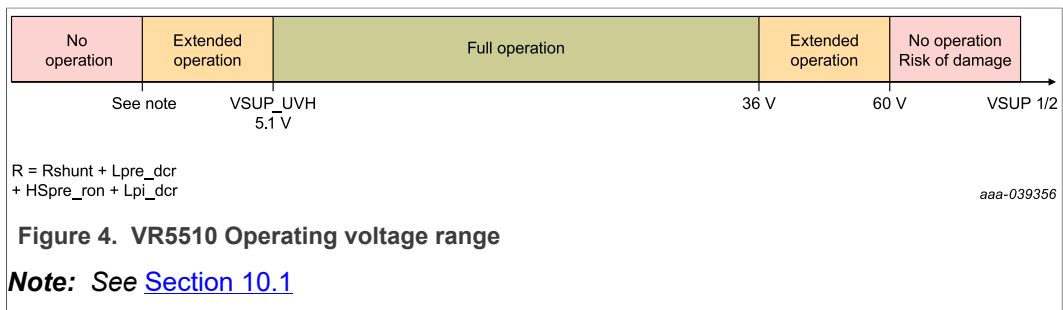 No operation
Extended operation
Full operation
Extended operation
No operation Risk of damage
See note
VSUP_UVH
5.1 V
36 V
60 V
VSUP 1/2
R = Rshunt + Lpre_dcr
+ HSpre_ron + Lpi_dcr
aaa-039356
Figure 4. VR5510 Operating voltage range
Note: See Section 10.1